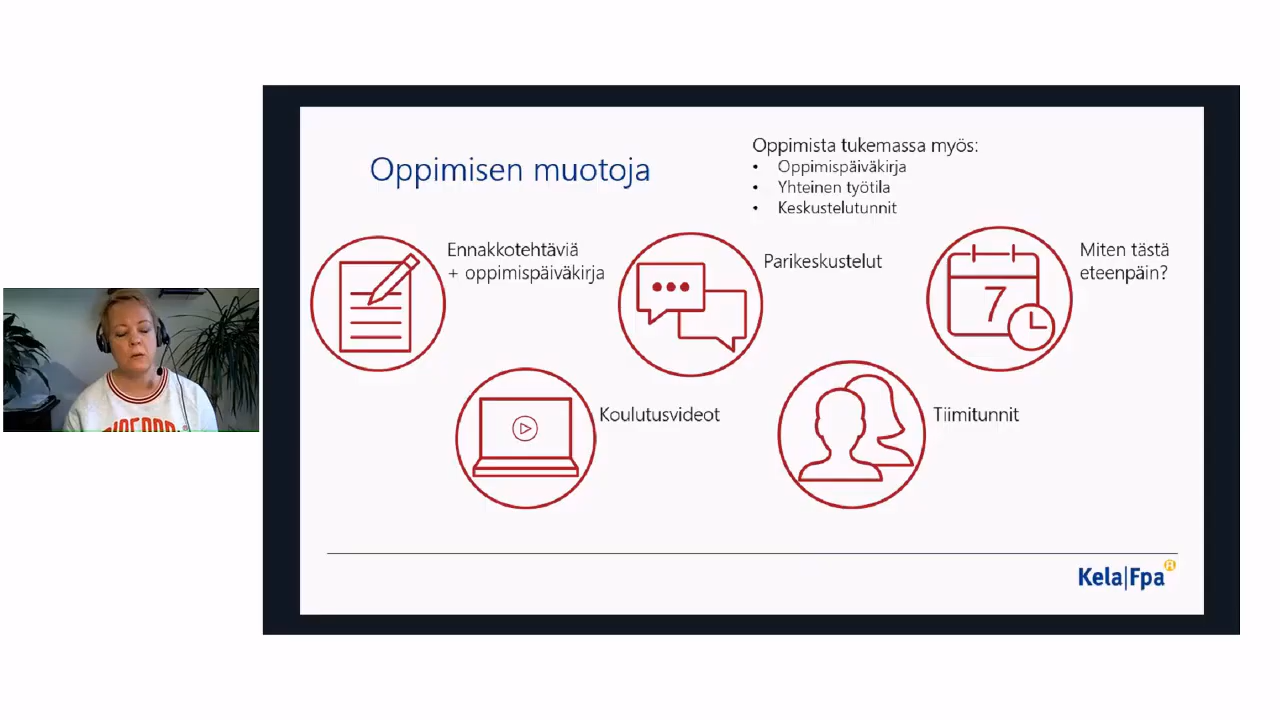 Oppimisen muotoja
Oppimista tukemassa myös:
• Oppimispäiväkirja
• Yhteinen työtila
• Keskustelutunnit
Ennakkotehtäviä
+ oppimispäiväkirja
Parikeskustelut
Miten tästä
eteenpäin?
7
Koulutusvideot
Tiimitunnit
Kela|Fpa